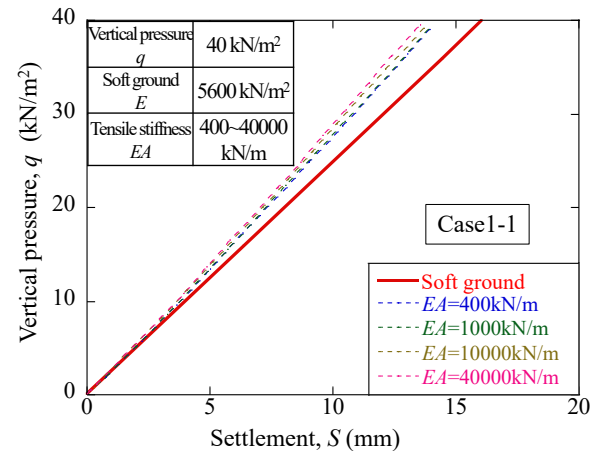 Vertical pressure
q
40 kN/m²
Soft ground
E
5600 kN/m²
Tensile stiffness
EA
400~40000
kN/m
Vertical pressure, q (kN/m²)
40
30
20
10
0
Case1-1
Soft ground
EA=400kN/m
EA=1000kN/m
EA=10000kN/m
EA=40000kN/m
0 5 10 15 20
Settlement, S (mm)